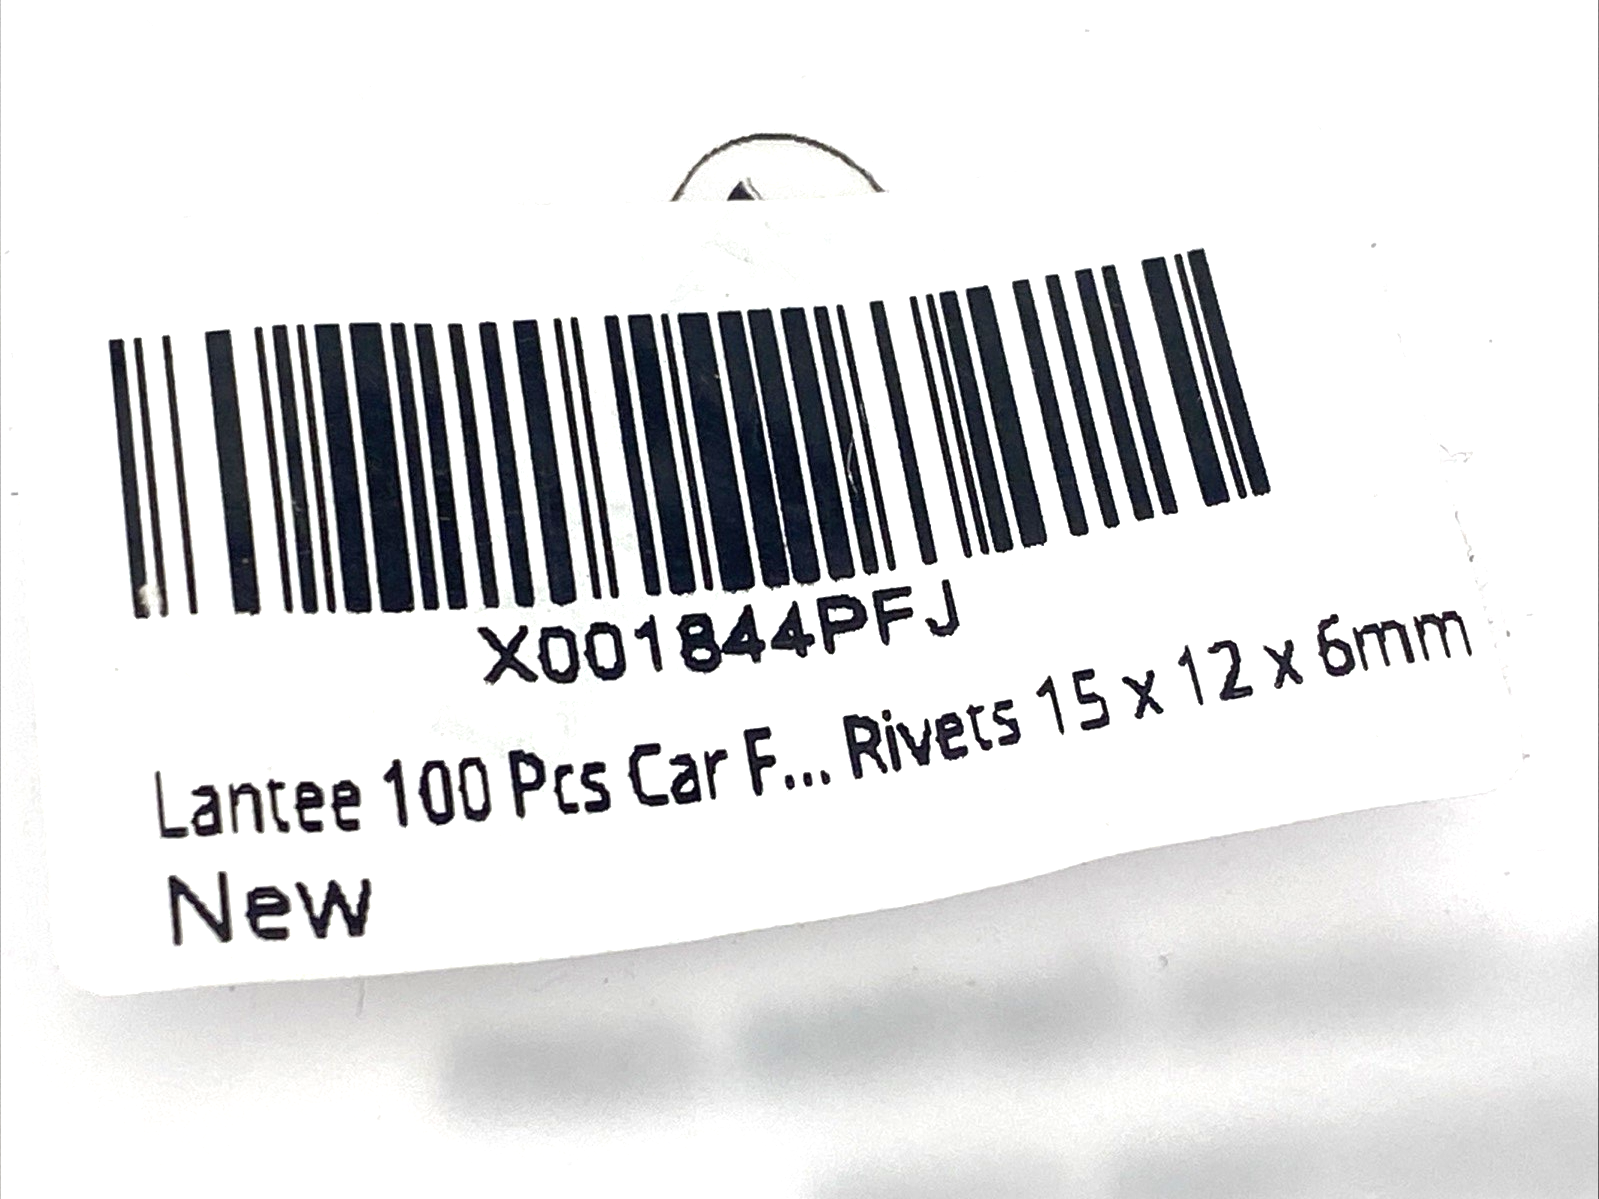 X001844PFJ
Lantee 100 Pcs Car F... Rivets 15 x 12 x 6mm
New